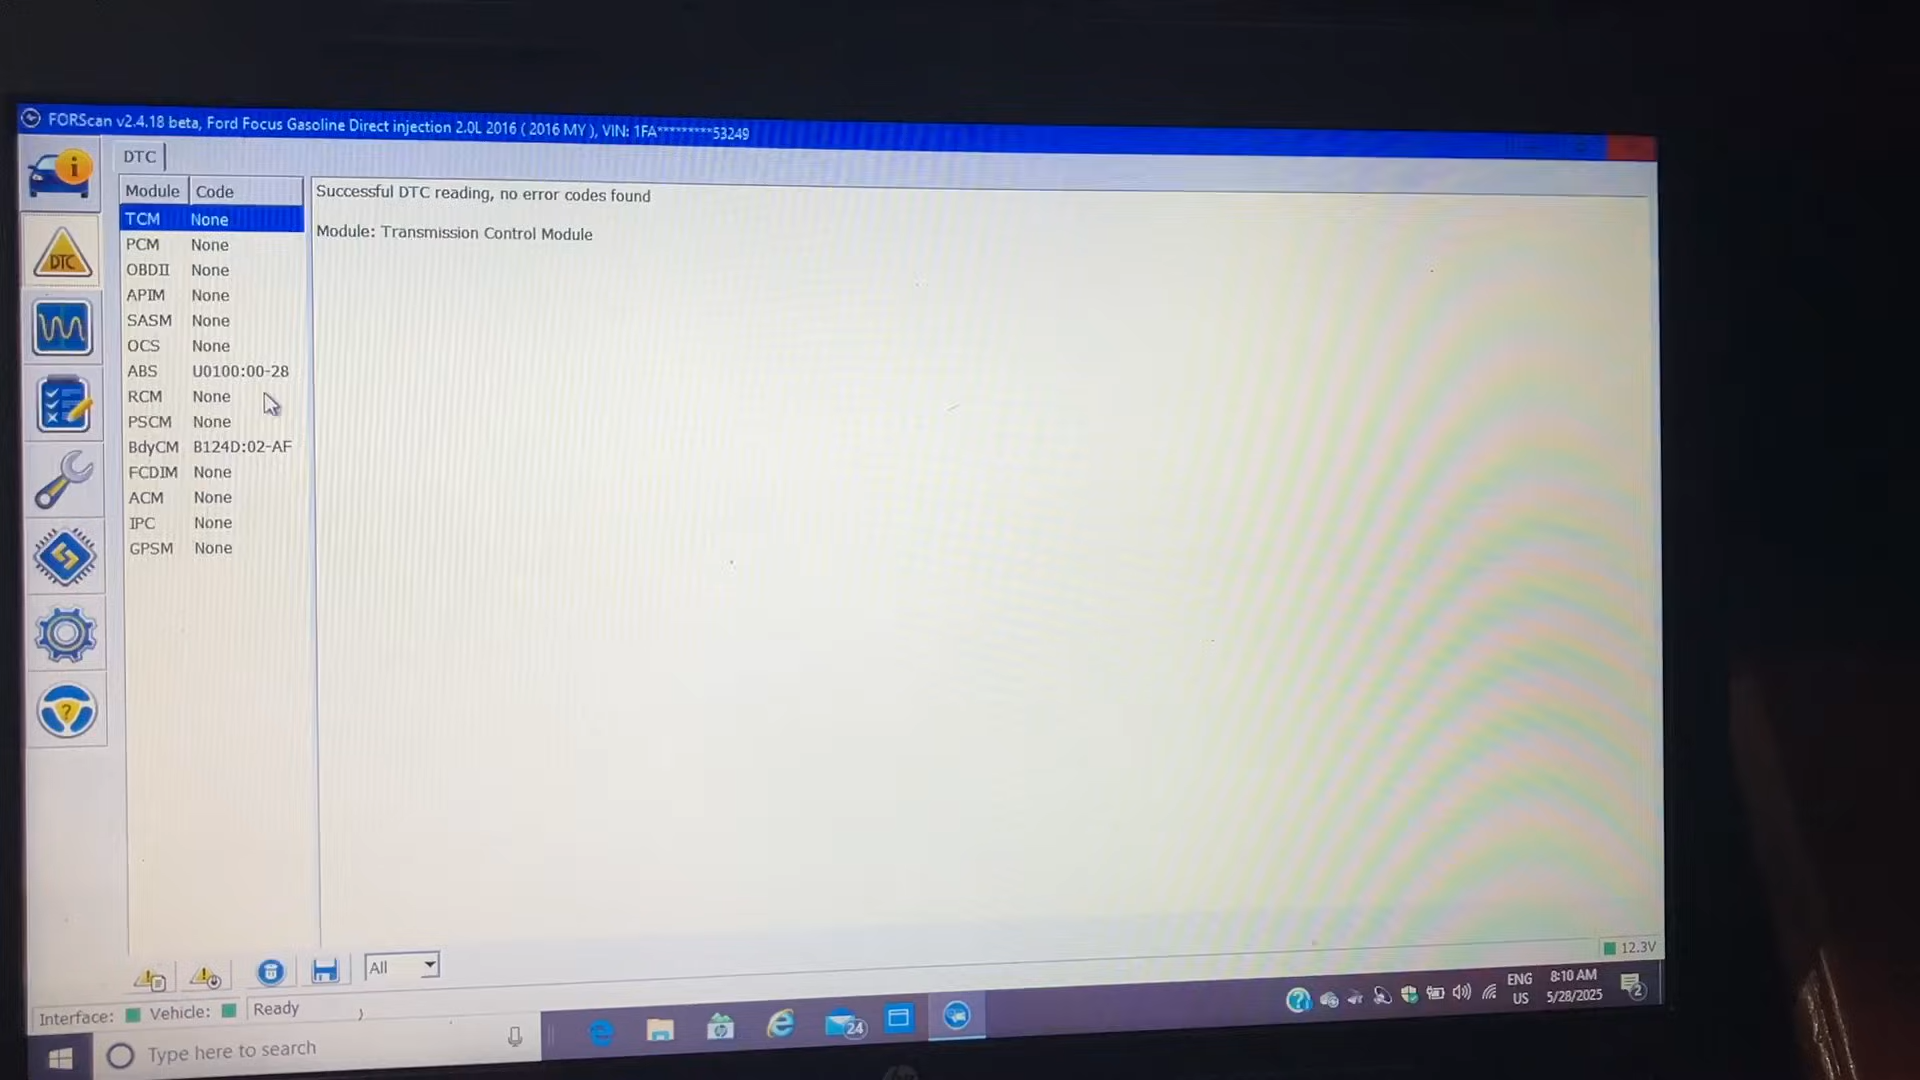 FORScan v2.4.18 beta, Ford Focus Gasoline Direct injection 2.0L 2016 ( 2016 MY ), VIN: 1FA*********53249
DTC
Module Code
TCM None
PCM None
OBDII None
APIM None
SASM None
OCS None
ABS U0100:00-28
RCM None
PSCM None
BdyCM B124D:02-AF
FCDIM None
ACM None
IPC None
GPSM None
Successful DTC reading, no error codes found
Module: Transmission Control Module
DTC
All
12.3V
Interface: Vehicle: Ready
Type here to search
24
ENG
US
8:10 AM
5/28/2025
2